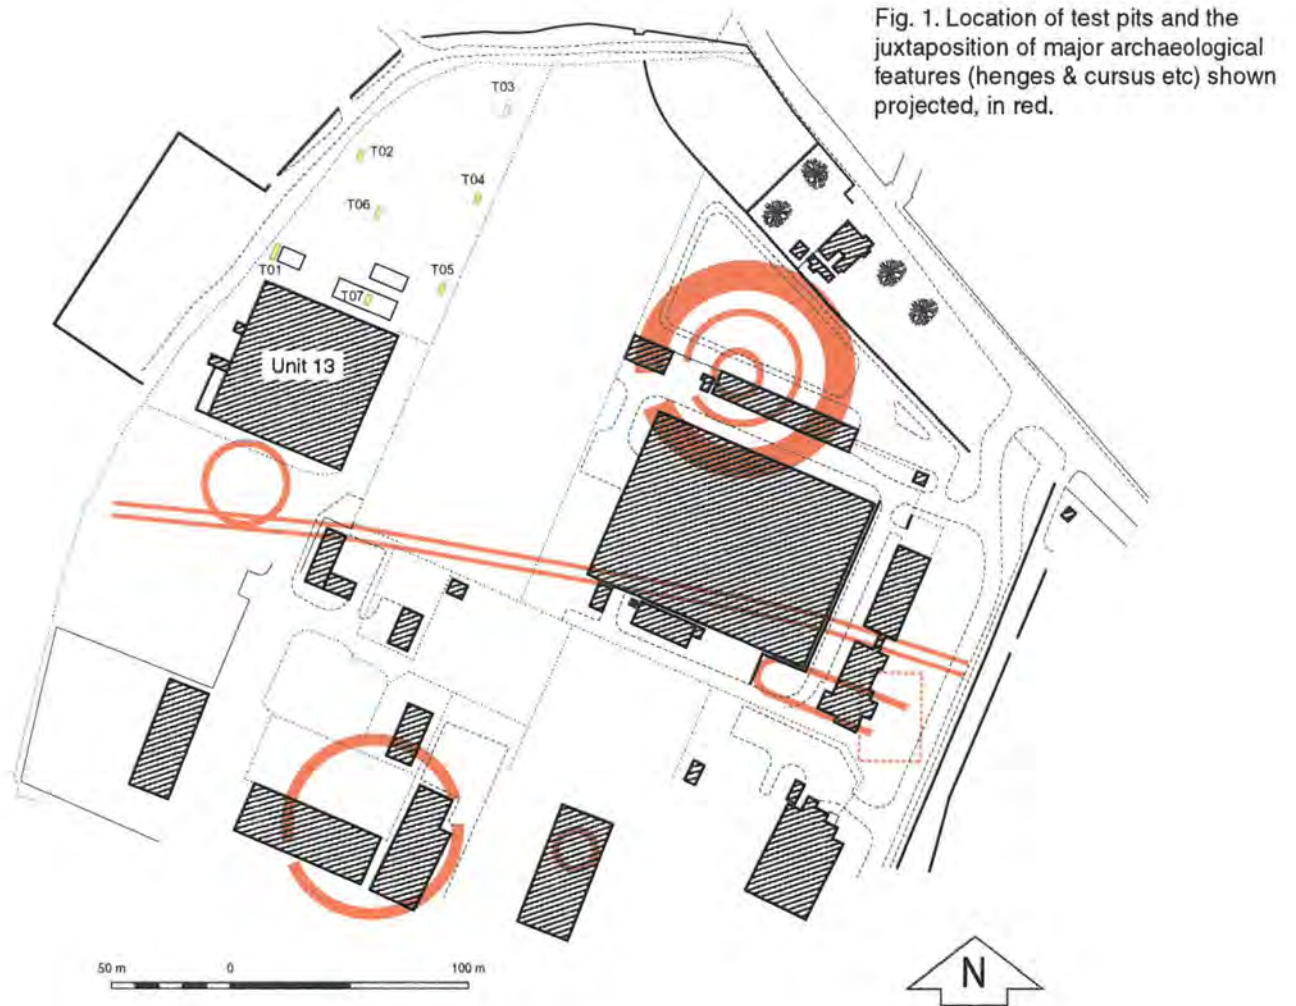 Fig. 1. Location of test pits and the
juxtaposition of major archaeological
features (henges & cursus etc) shown
projected, in red.
T03
T02
T04
T06
T01
T05
T07
Unit 13
50 m 0 100 m
N